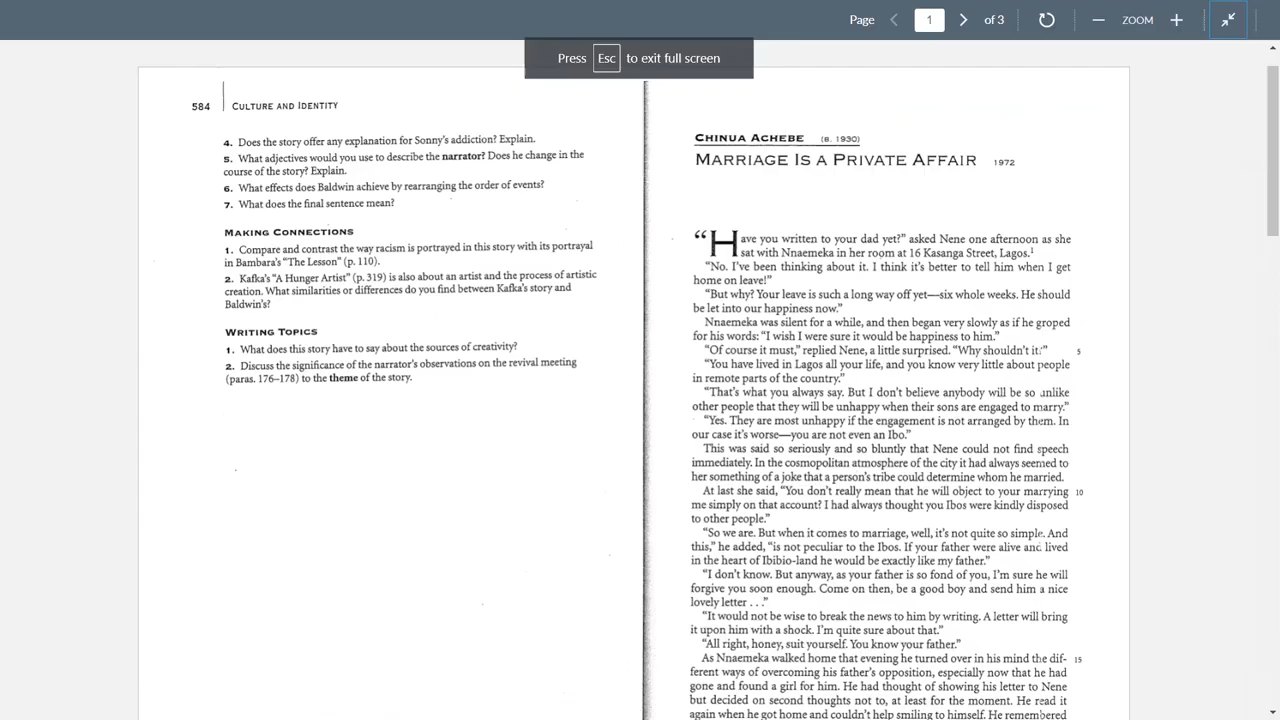 Page 1 of 3 ZOOM
Press Esc to exit full screen
584 CULTURE AND IDENTITY
4. Does the story offer any explanation for Sonny's addiction? Explain.
5. What adjectives would you use to describe the narrator? Does he change in the
course of the story? Explain.
6. What effects does Baldwin achieve by rearranging the order of events?
7. What does the final sentence mean?
MAKING CONNECTIONS
1. Compare and contrast the way racism is portrayed in this story with its portrayal
in Bambara's "The Lesson" (p. 110).
2. Kafka's "A Hunger Artist" (p. 319) is also about an artist and the process of artistic
creation. What similarities or differences do you find between Kafka's story and
Baldwin's?
WRITING TOPICS
1. What does this story have to say about the sources of creativity?
2. Discuss the significance of the narrator's observations on the revival meeting
(paras. 176–178) to the theme of the story.
CHINUA ACHEBE (B. 1930)
MARRIAGE IS A PRIVATE AFFAIR 1972
"Have you written to your dad yet?" asked Nene one afternoon as she
sat with Nnaemeka in her room at 16 Kasanga Street, Lagos.1
"No. I've been thinking about it. I think it's better to tell him when I get
home on leave!"
"But why? Your leave is such a long way off yet—six whole weeks. He should
be let into our happiness now."
Nnaemeka was silent for a while, and then began very slowly as if he groped
for his words: "I wish I were sure it would be happiness to him."
"Of course it must," replied Nene, a little surprised. "Why shouldn't it?" 5
"You have lived in Lagos all your life, and you know very little about people
in remote parts of the country."
"That's what you always say. But I don't believe anybody will be so unlike
other people that they will be unhappy when their sons are engaged to marry."
"Yes. They are most unhappy if the engagement is not arranged by them. In
our case it's worse—you are not even an Ibo."
This was said so seriously and so bluntly that Nene could not find speech
immediately. In the cosmopolitan atmosphere of the city it had always seemed to
her something of a joke that a person's tribe could determine whom he married.
At last she said, "You don't really mean that he will object to your marrying 10
me simply on that account? I had always thought you Ibos were kindly disposed
to other people."
"So we are. But when it comes to marriage, well, it's not quite so simple. And
this," he added, "is not peculiar to the Ibos. If your father were alive and lived
in the heart of Ibibio-land he would be exactly like my father."
"I don't know. But anyway, as your father is so fond of you, I'm sure he will
forgive you soon enough. Come on then, be a good boy and send him a nice
lovely letter . . ."
"It would not be wise to break the news to him by writing. A letter will bring
it upon him with a shock. I'm quite sure about that."
"All right, honey, suit yourself. You know your father."
As Nnaemeka walked home that evening he turned over in his mind the dif- 15
ferent ways of overcoming his father's opposition, especially now that he had
gone and found a girl for him. He had thought of showing his letter to Nene
but decided on second thoughts not to, at least for the moment. He read it
again when he got home and couldn't help smiling to himself. He remembered